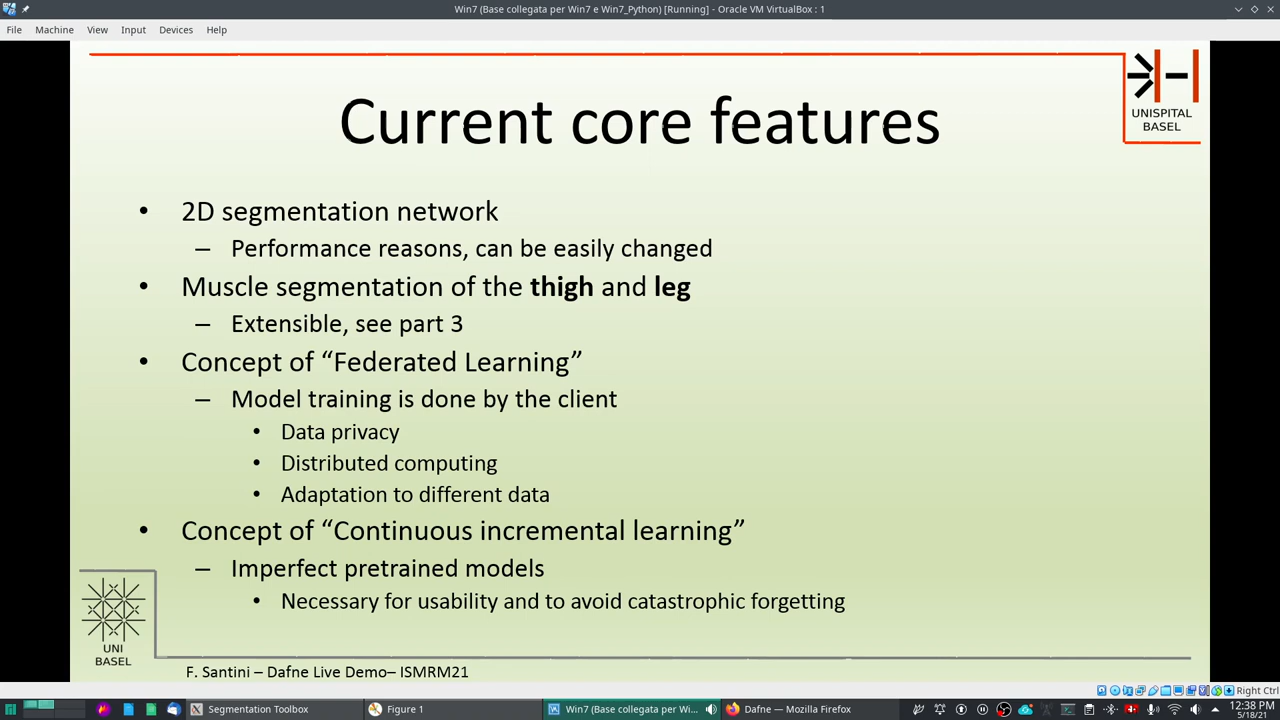 Win7 (Base collegata per Win7 e Win7_Python) [Running] - Oracle VM VirtualBox : 1
File Machine View Input Devices Help
UNISPITAL
BASEL
Current core features
• 2D segmentation network
– Performance reasons, can be easily changed
• Muscle segmentation of the thigh and leg
– Extensible, see part 3
• Concept of “Federated Learning”
– Model training is done by the client
• Data privacy
• Distributed computing
• Adaptation to different data
• Concept of “Continuous incremental learning”
– Imperfect pretrained models
• Necessary for usability and to avoid catastrophic forgetting
UNI
BASEL
F. Santini – Dafne Live Demo– ISMRM21
Right Ctrl
Segmentation Toolbox
Figure 1
Win7 (Base collegata per Win7 e Wi...
Dafne — Mozilla Firefox
12:38 PM
5/18/21